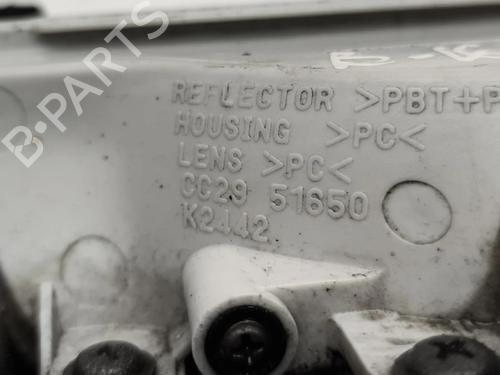 REFLECTOR >PBT+P
HOUSING >PC<
LENS >PC<
CC29 51650
K2442
B-PARTS